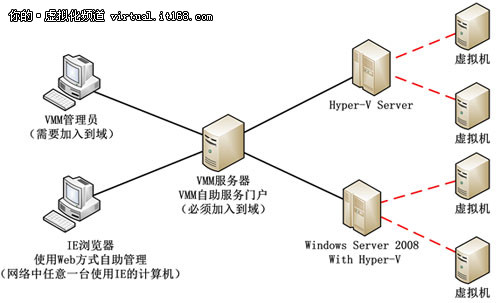 你的·虚拟化频道 virtual.it168.com
VMM管理员
(需要加入到域)
IE浏览器
使用Web方式自助管理
(网络中任意一台使用IE的计算机)
VMM服务器
VMM自助服务门户
(必须加入到域)
Hyper-V Server
Windows Server 2008
With Hyper-V
虚拟机
虚拟机
虚拟机
虚拟机